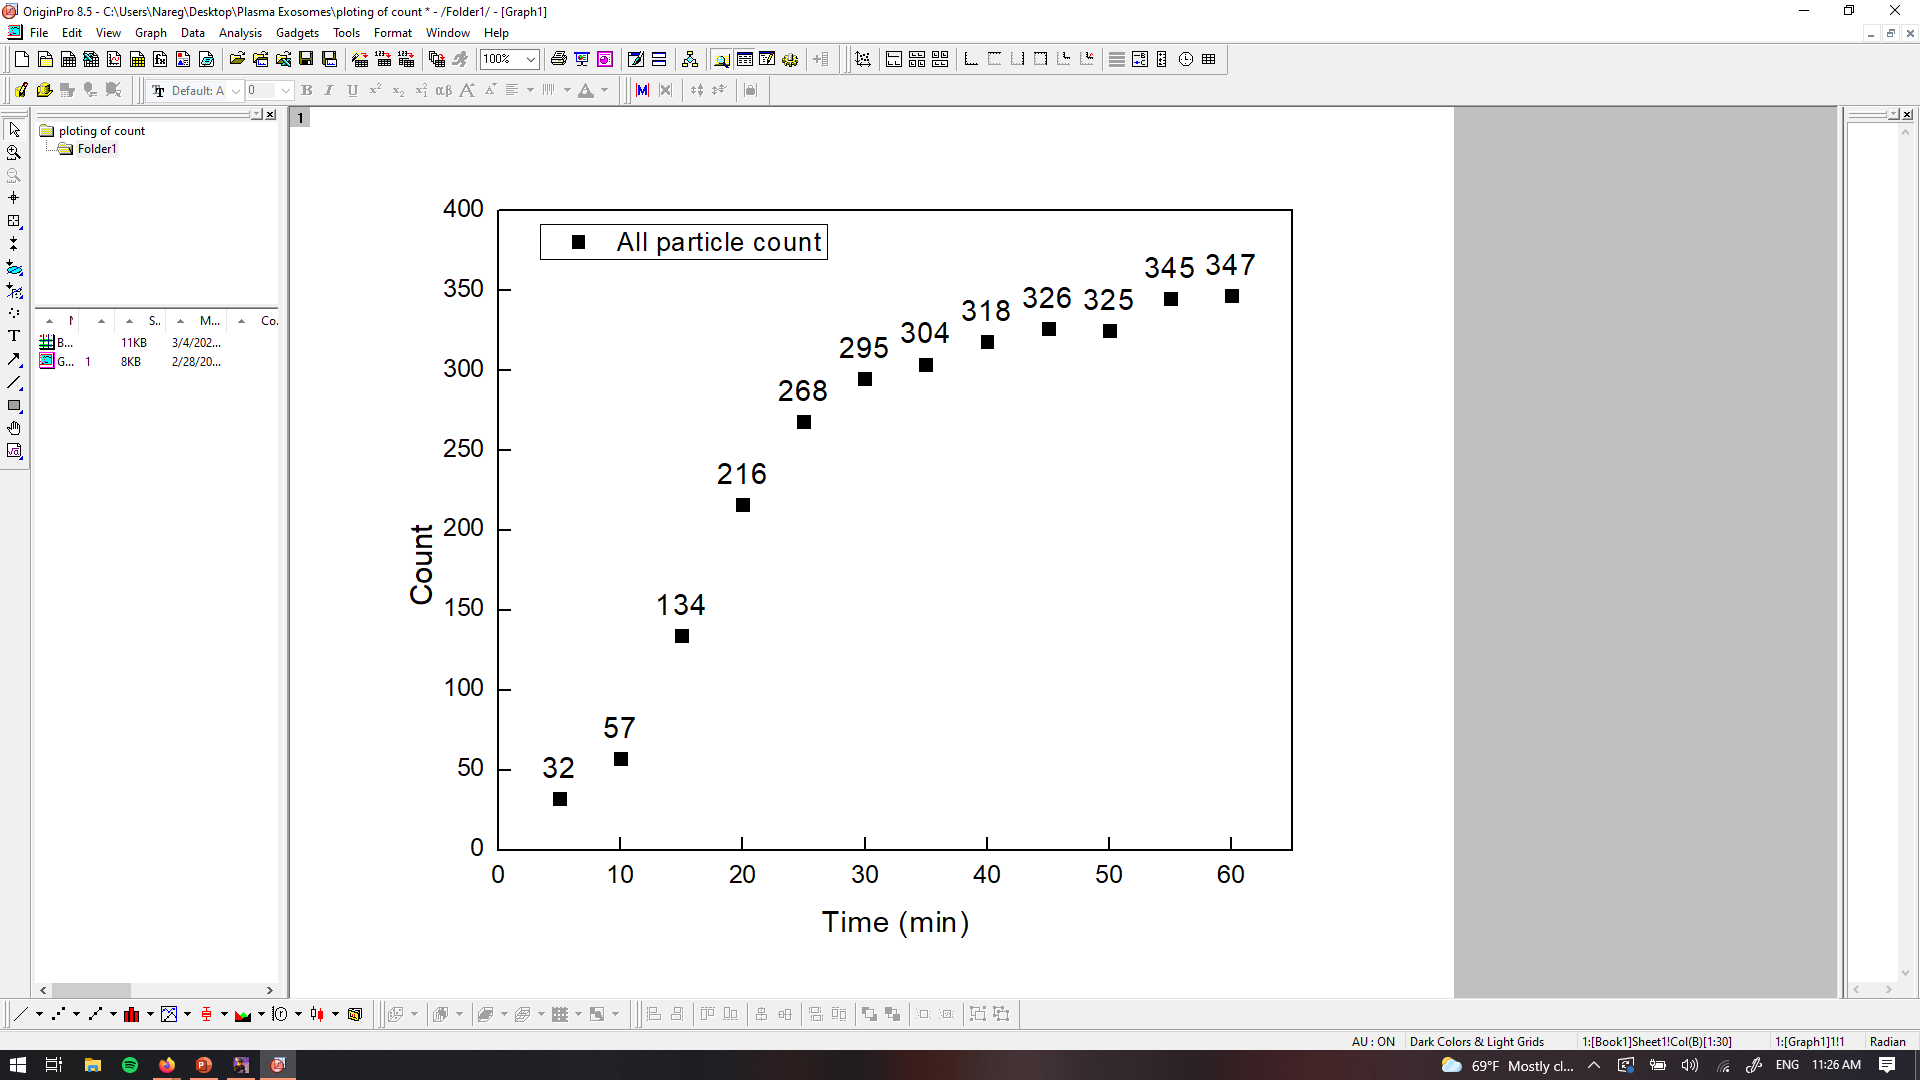 OriginPro 8.5 - C:\Users\Nareg\Desktop\Plasma Exosomes\ploting of count * - /Folder1/ - [Graph1]
File Edit View Graph Data Analysis Gadgets Tools Format Window Help
100%
Default: A 0 B I U x² x₂ αβ A A A M
ploting of count
Folder1
S.. M... Co.
B... 11KB 3/4/202...
G... 1 8KB 2/28/20...
1
All particle count
400
350
300
250
200
150
100
50
0
Count
32
57
134
216
268
295
304
318
326
325
345
347
0 10 20 30 40 50 60
Time (min)
AU : ON Dark Colors & Light Grids 1:[Book1]Sheet1!Col(B)[1:30] 1:[Graph1]1!1 Radian
69°F Mostly cl... ENG 11:26 AM